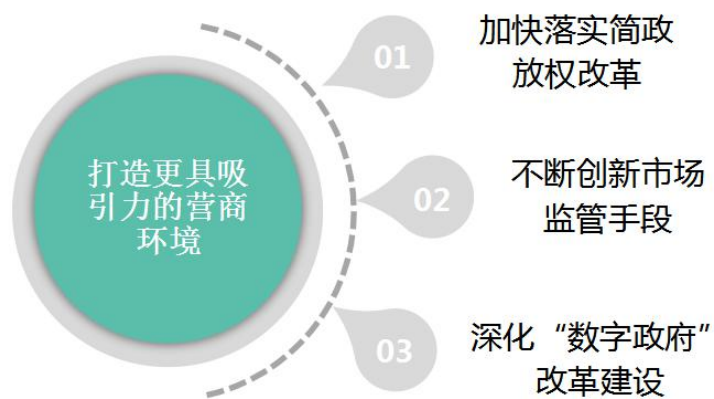 打造更具吸
引力的营商
环境
01
加快落实简政
放权改革
02
不断创新市场
监管手段
03
深化“数字政府”
改革建设